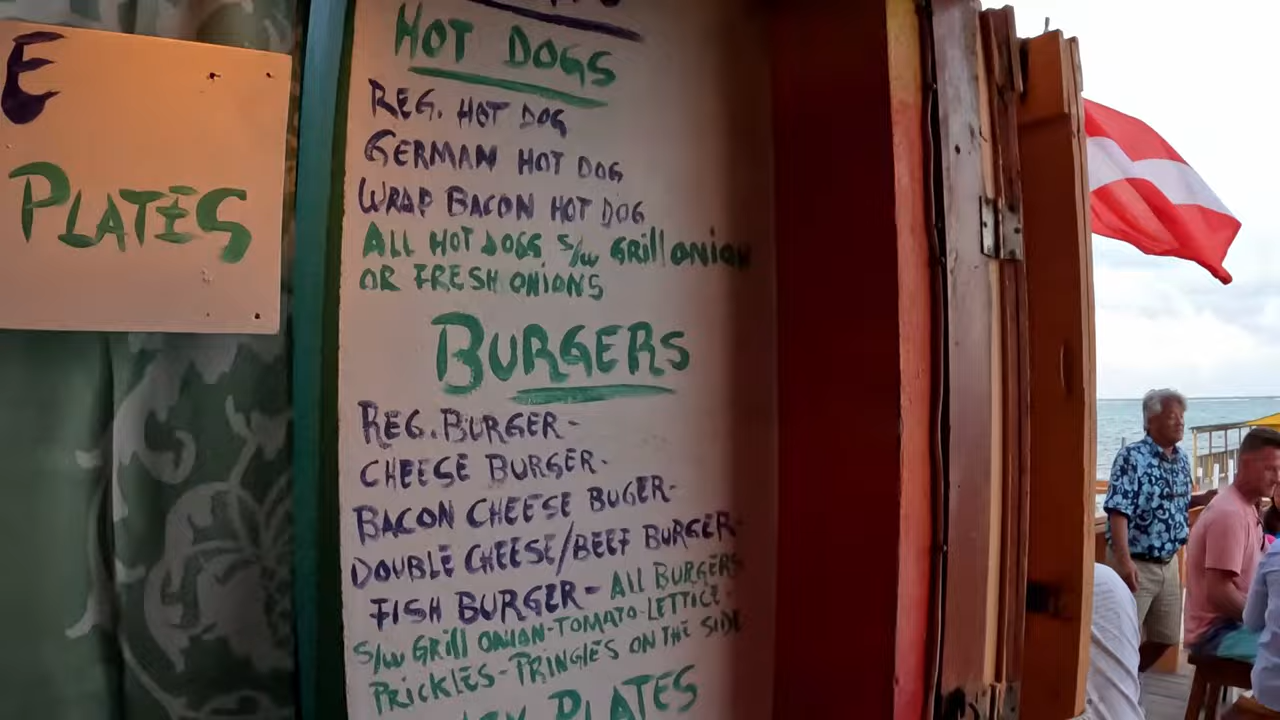 E
PLATES
HOT DOGS
REG. HOT DOG
GERMAN HOT DOG
WRAP BACON HOT DOG
ALL HOT DOGS S/W GRILL ONION
OR FRESH ONIONS
BURGERS
REG. BURGER-
CHEESE BURGER-
BACON CHEESE BUGER-
DOUBLE CHEESE/BEEF BURGER-
FISH BURGER- ALL BURGERS
S/W GRILL ONION-TOMATO-LETTICE-
PRICKLES-PRINGLES ON THE SIDE
PLATES